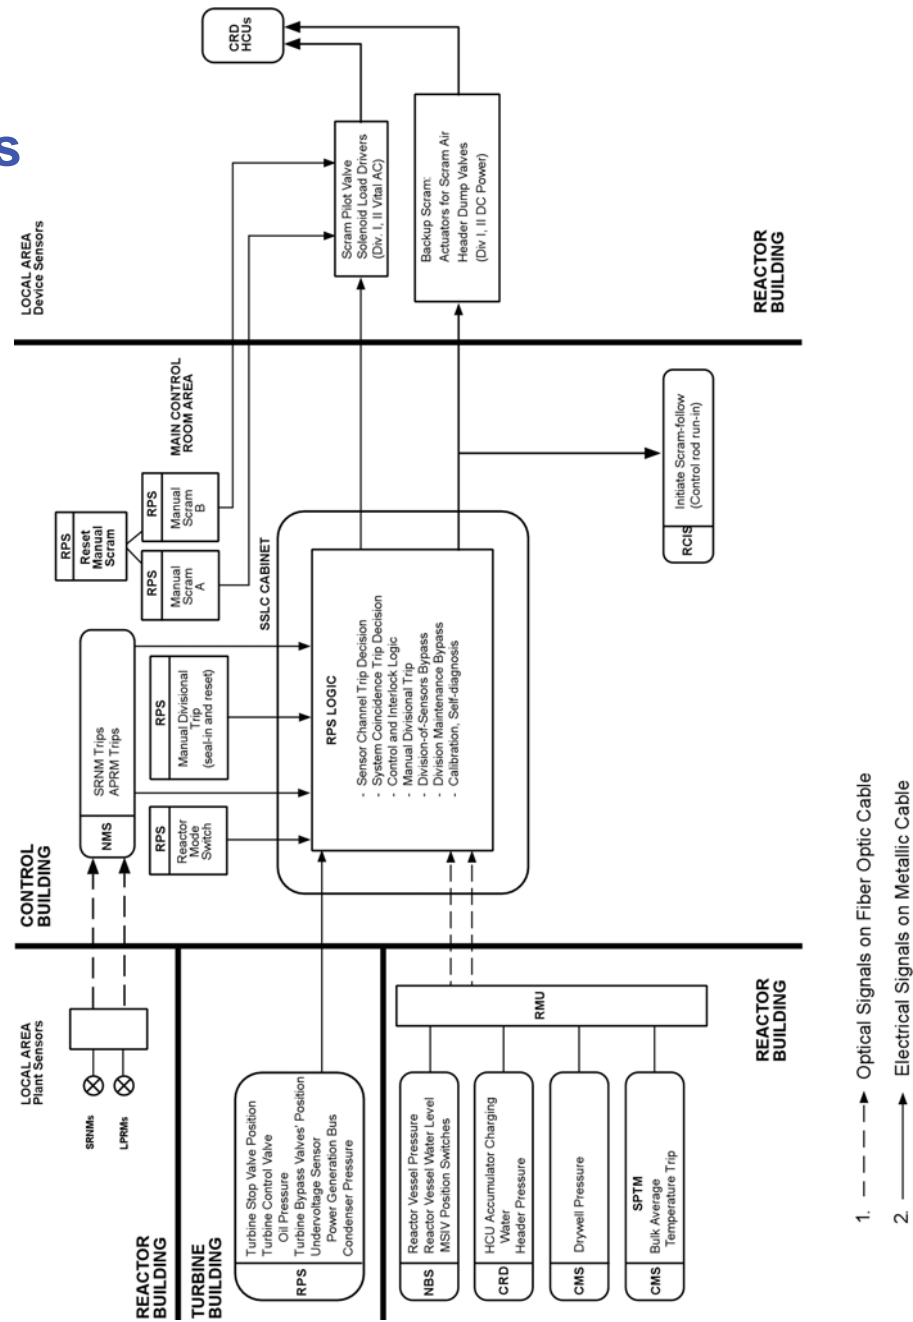 s
LOCAL AREA
Plant Sensors
SRNMs
LPRMs
REACTOR
BUILDING
TURBINE
BUILDING
RPS
Turbine Stop Valve Position
Turbine Control Valve
Oil Pressure
Turbine Bypass Valves' Position
Undervoltage Sensor
Power Generation Bus
Condenser Pressure
NBS
Reactor Vessel Pressure
Reactor Vessel Water Level
MSIV Position Switches
CRD
HCU Accumulator Charging
Water
Header Pressure
CMS
Drywell Pressure
CMS
SPTM
Bulk Average
Temperature Trip
RMU
REACTOR
BUILDING
CONTROL
BUILDING
NMS
SRNM Trips
APRM Trips
RPS
Reactor
Mode
Switch
RPS
Manual Divisional
Trip
(seal-in and reset)
RPS
Reset
Manual
Scram
RPS
Manual
Scram
A
RPS
Manual
Scram
B
MAIN CONTROL
ROOM AREA
SSLC CABINET
RPS LOGIC
- Sensor Channel Trip Decision
- System Coincidence Trip Decision
- Control and Interlock Logic
- Manual Divisional Trip
- Division-of-Sensors Bypass
- Division Maintenance Bypass
- Calibration, Self-diagnosis
RCIS
Initiate Scram-follow
(Control rod run-in)
LOCAL AREA
Device Sensors
CRD
HCUs
Scram Pilot Valve
Solenoid Load Drivers
(Div. I, II Vital AC)
Backup Scram:
Actuators for Scram Air
Header Dump Valves
(Div I, II DC Power)
REACTOR
BUILDING
1. Optical Signals on Fiber Optic Cable
2. Electrical Signals on Metallic Cable